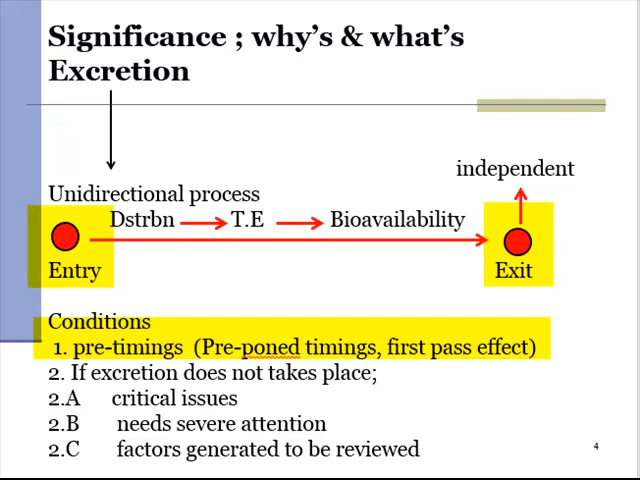 Significance ; why's & what's
Excretion
independent
Unidirectional process
Dstrbn T.E Bioavailability
Entry Exit
Conditions
1. pre-timings (Pre-poned timings, first pass effect)
2. If excretion does not takes place;
2.A critical issues
2.B needs severe attention
2.C factors generated to be reviewed
4